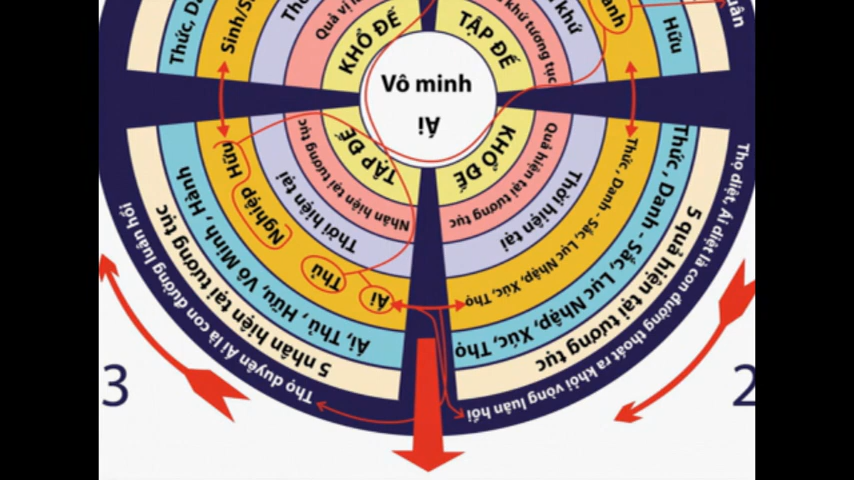 Thức, Da
Sinh/S
Thờ
KHỔ ĐẾ
TẬP ĐẾ
khứ tương tục
khứ
Hữu
Vô minh
Ái
TẬP ĐẾ
Nhân hiện tại tương tục
Thời hiện tại
Nghiệp Hữu
Thủ
Ái
Ái, Thủ, Hữu, Vô Minh, Hành
5 nhân hiện tại tương tục
Thọ duyên Ái là con đường luân hồi
KHỔ ĐẾ
Quả hiện tại tương tục
Thời hiện tại
Thức, Danh - Sắc, Lục Nhập, Xúc, Thọ
Thức, Danh - Sắc, Lục Nhập, Xúc, Thọ
5 quả hiện tại tương tục
Thọ diệt, Ái diệt là con đường thoát ra khỏi vòng luân hồi
3
2